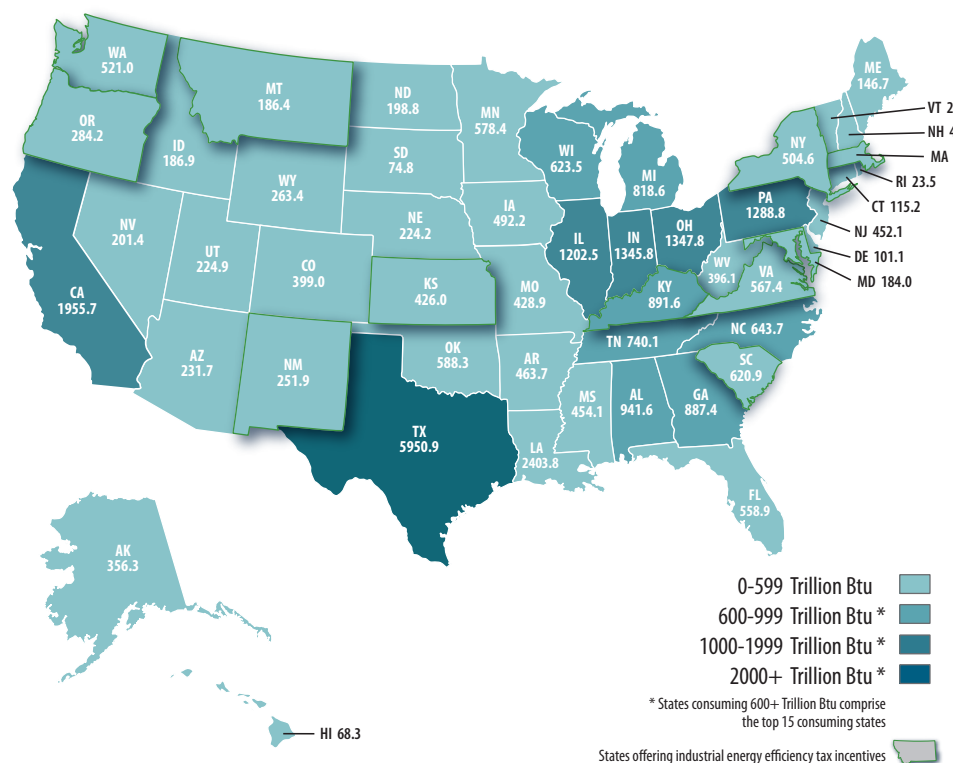 WA
521.0
OR
284.2
CA
1955.7
NV
201.4
ID
186.9
MT
186.4
WY
263.4
UT
224.9
CO
399.0
AZ
231.7
NM
251.9
ND
198.8
SD
74.8
NE
224.2
KS
426.0
OK
588.3
TX
5950.9
MN
578.4
IA
492.2
MO
428.9
AR
463.7
LA
2403.8
WI
623.5
IL
1202.5
MI
818.6
IN
1345.8
OH
1347.8
KY
891.6
TN 740.1
MS
454.1
AL
941.6
GA
887.4
FL
558.9
SC
620.9
NC 643.7
VA
567.4
WV
396.1
PA
1288.8
NY
504.6
ME
146.7
VT 2
NH 4
MA
RI 23.5
CT 115.2
NJ 452.1
DE 101.1
MD 184.0
AK
356.3
HI 68.3
0-599 Trillion Btu
600-999 Trillion Btu *
1000-1999 Trillion Btu *
2000+ Trillion Btu *
* States consuming 600+ Trillion Btu comprise
the top 15 consuming states
States offering industrial energy efficiency tax incentives